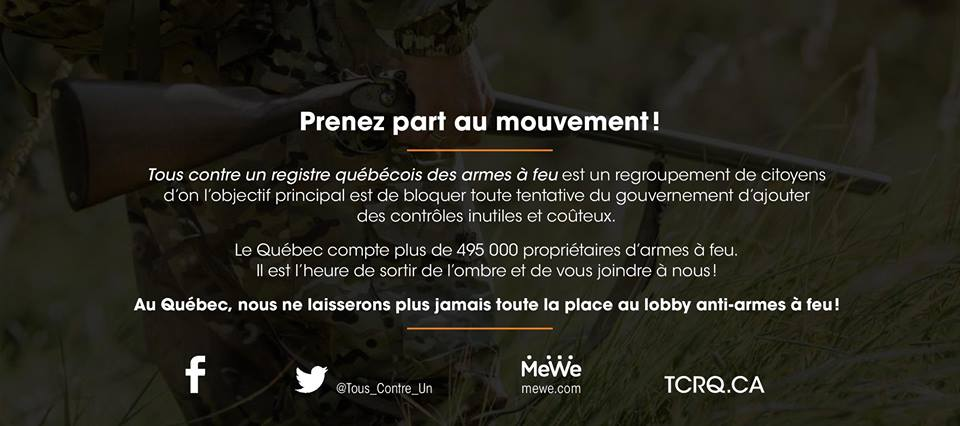 Prenez part au mouvement !
Tous contre un registre québécois des armes à feu est un regroupement de citoyens
d'on l'objectif principal est de bloquer toute tentative du gouvernement d'ajouter
des contrôles inutiles et coûteux.
Le Québec compte plus de 495 000 propriétaires d'armes à feu.
Il est l'heure de sortir de l'ombre et de vous joindre à nous !
Au Québec, nous ne laisserons plus jamais toute la place au lobby anti-armes à feu !
f
@Tous_Contre_Un
MeWe
mewe.com
TCRQ.CA